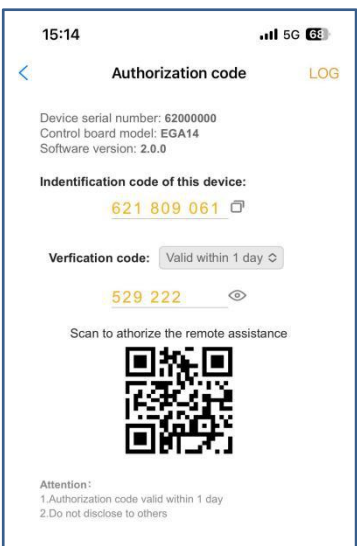 15:14 5G 68
Authorization code LOG
Device serial number: 62000000
Control board model: EGA14
Software version: 2.0.0
Indentification code of this device:
621 809 061
Verfication code: Valid within 1 day
529 222
Scan to athorize the remote assistance
Attention:
1.Authorization code valid within 1 day
2.Do not disclose to others